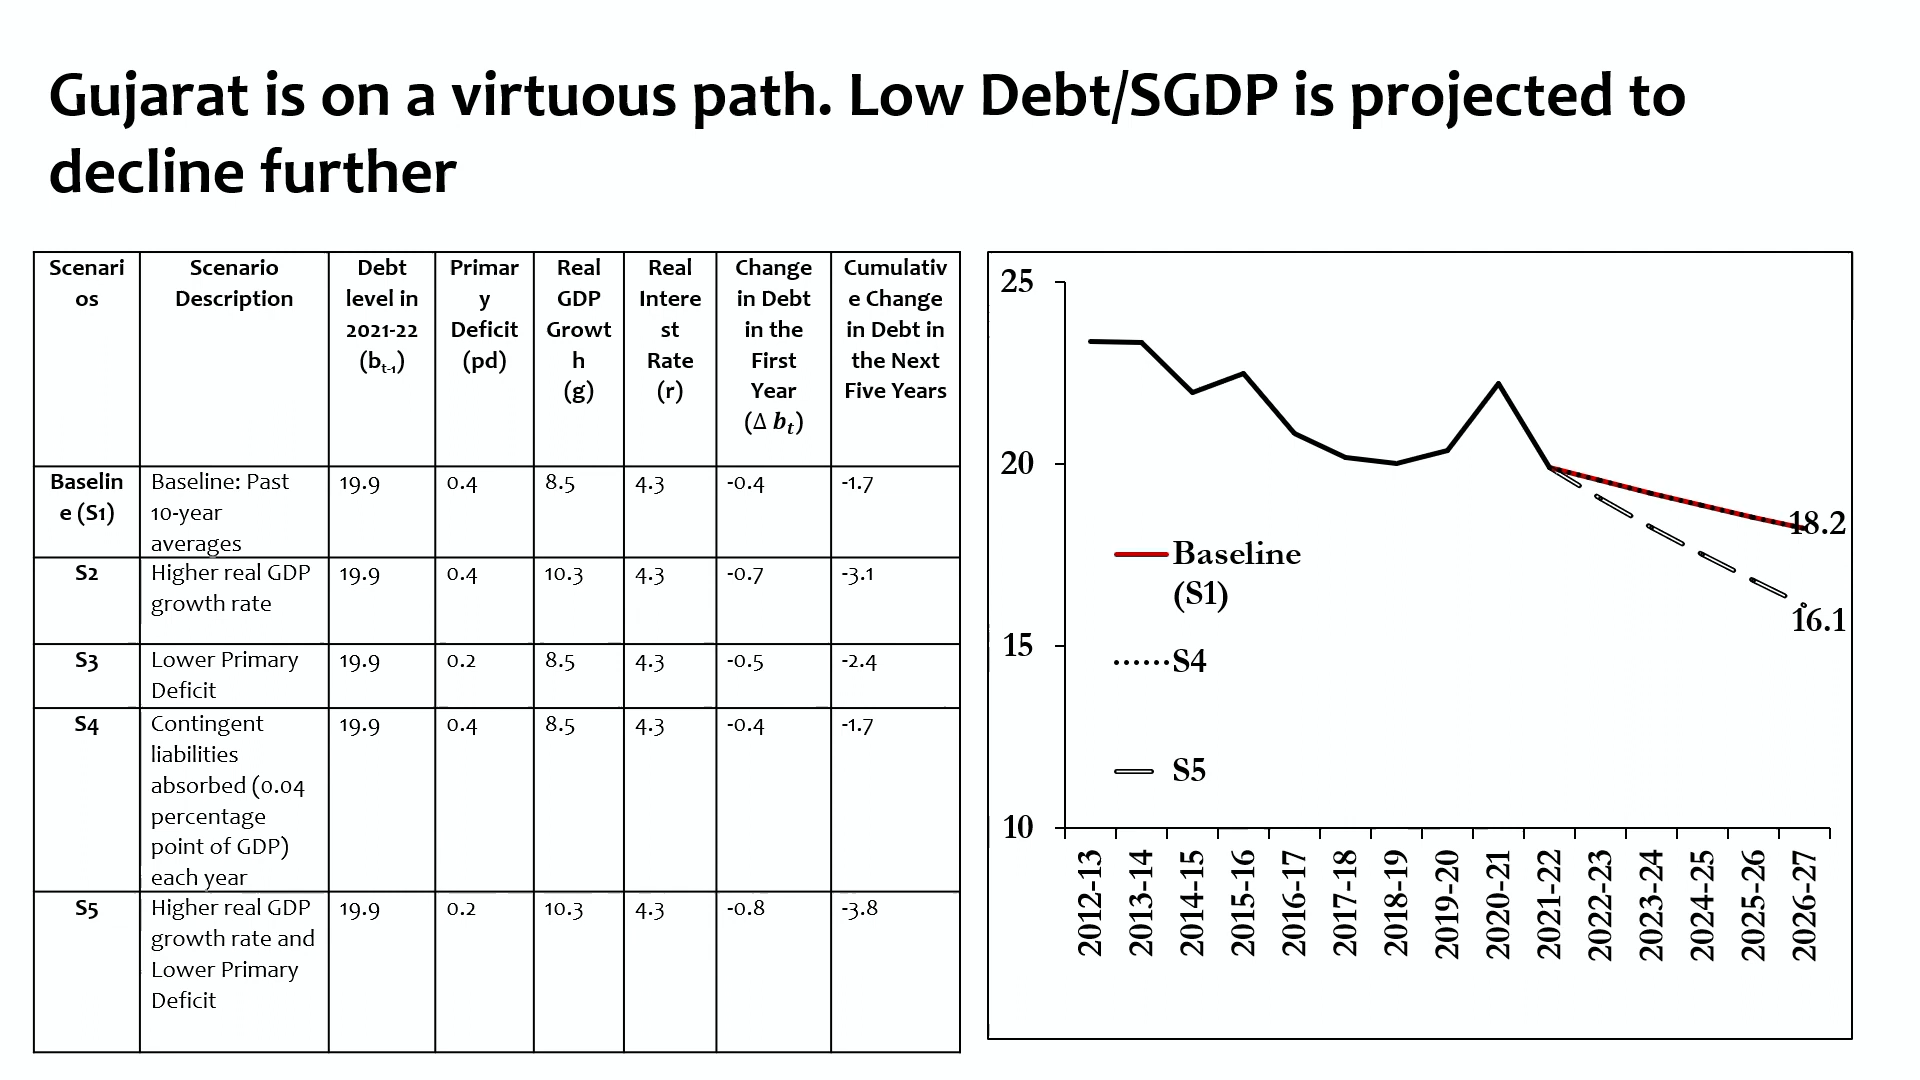 Gujarat is on a virtuous path. Low Debt/SGDP is projected to
decline further
Scenari
os
Scenario
Description
Debt
level in
2021-22
(bt-1)
Primar
y
Deficit
(pd)
Real
GDP
Growt
h
(g)
Real
Intere
st
Rate
(r)
Change
in Debt
in the
First
Year
(Δ bt)
Cumulativ
e Change
in Debt in
the Next
Five Years
Baselin
e (S1)
Baseline: Past
10-year
averages
19.9
0.4
8.5
4.3
-0.4
-1.7
S2
Higher real GDP
growth rate
19.9
0.4
10.3
4.3
-0.7
-3.1
S3
Lower Primary
Deficit
19.9
0.2
8.5
4.3
-0.5
-2.4
S4
Contingent
liabilities
absorbed (0.04
percentage
point of GDP)
each year
19.9
0.4
8.5
4.3
-0.4
-1.7
S5
Higher real GDP
growth rate and
Lower Primary
Deficit
19.9
0.2
10.3
4.3
-0.8
-3.8
25
20
15
10
18.2
16.1
Baseline
(S1)
S4
S5
2012-13
2013-14
2014-15
2015-16
2016-17
2017-18
2018-19
2019-20
2020-21
2021-22
2022-23
2023-24
2024-25
2025-26
2026-27